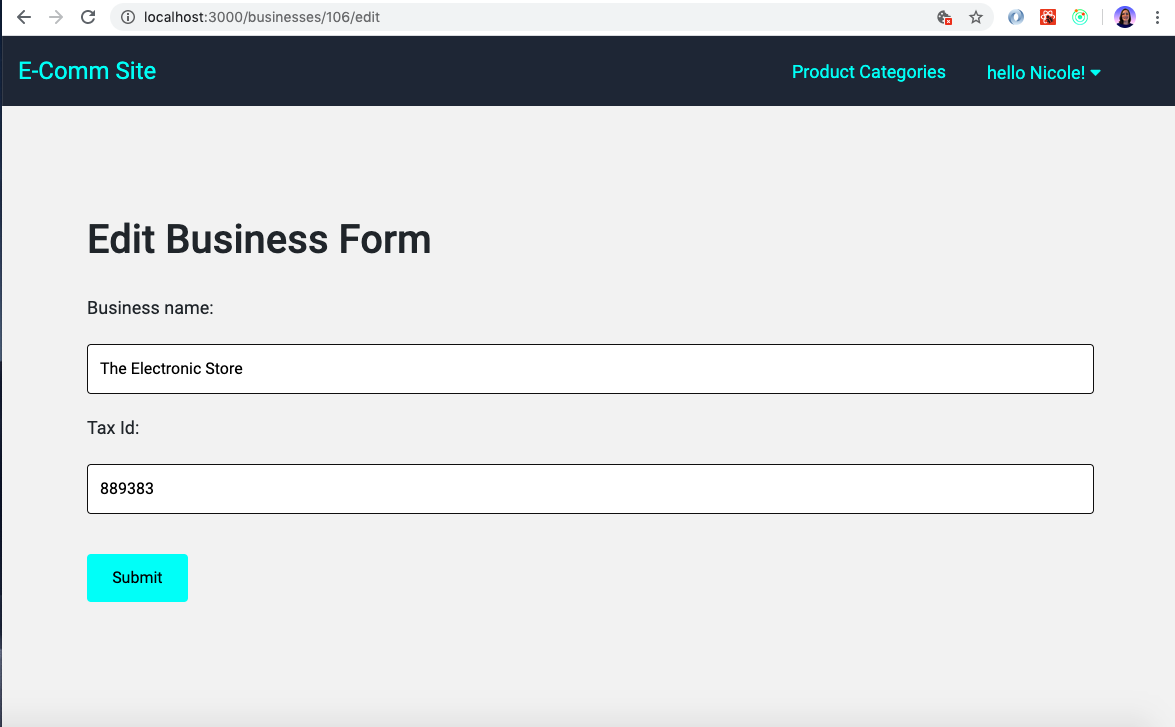 localhost:3000/businesses/106/edit
E-Comm Site
Product Categories
hello Nicole!
Edit Business Form
Business name:
The Electronic Store
Tax Id:
889383
Submit